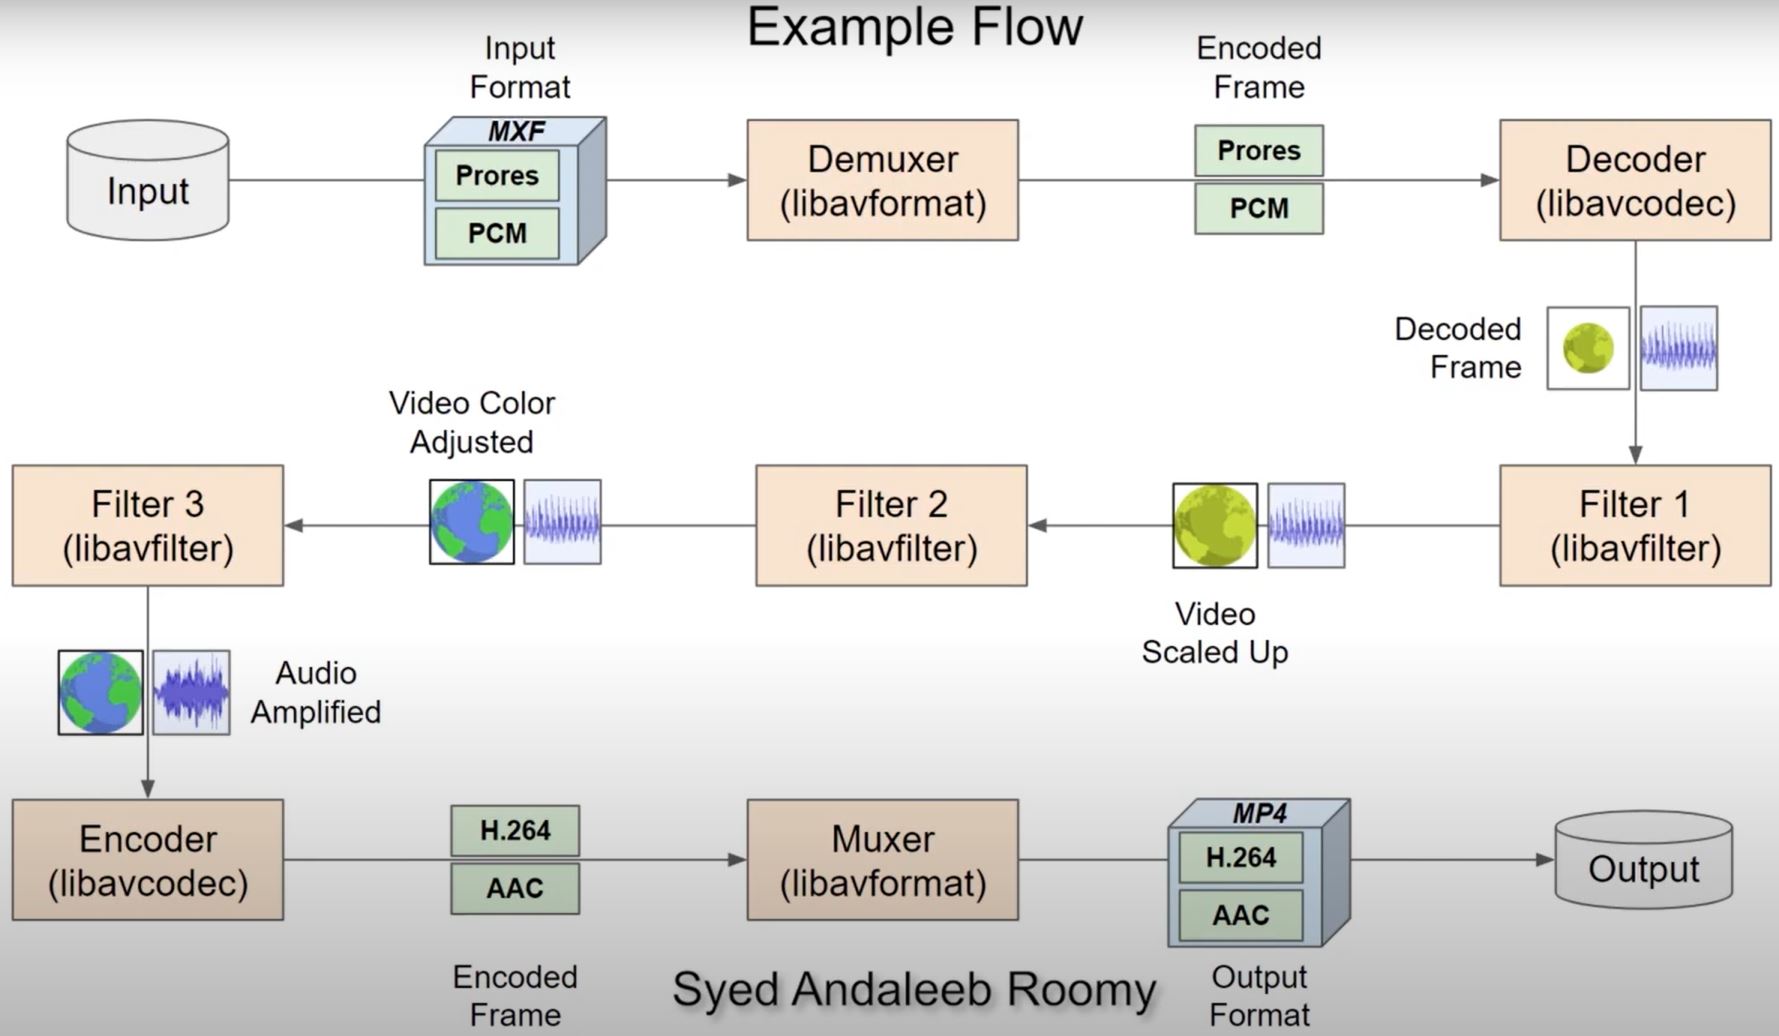 Example Flow
Input
Format
Encoded
Frame
Input
MXF
Prores
PCM
Demuxer
(libavformat)
Prores
PCM
Decoder
(libavcodec)
Decoded
Frame
Video Color
Adjusted
Filter 3
(libavfilter)
Filter 2
(libavfilter)
Filter 1
(libavfilter)
Video
Scaled Up
Audio
Amplified
Encoder
(libavcodec)
H.264
AAC
Muxer
(libavformat)
MP4
H.264
AAC
Output
Encoded
Frame
Syed Andaleeb Roomy
Output
Format